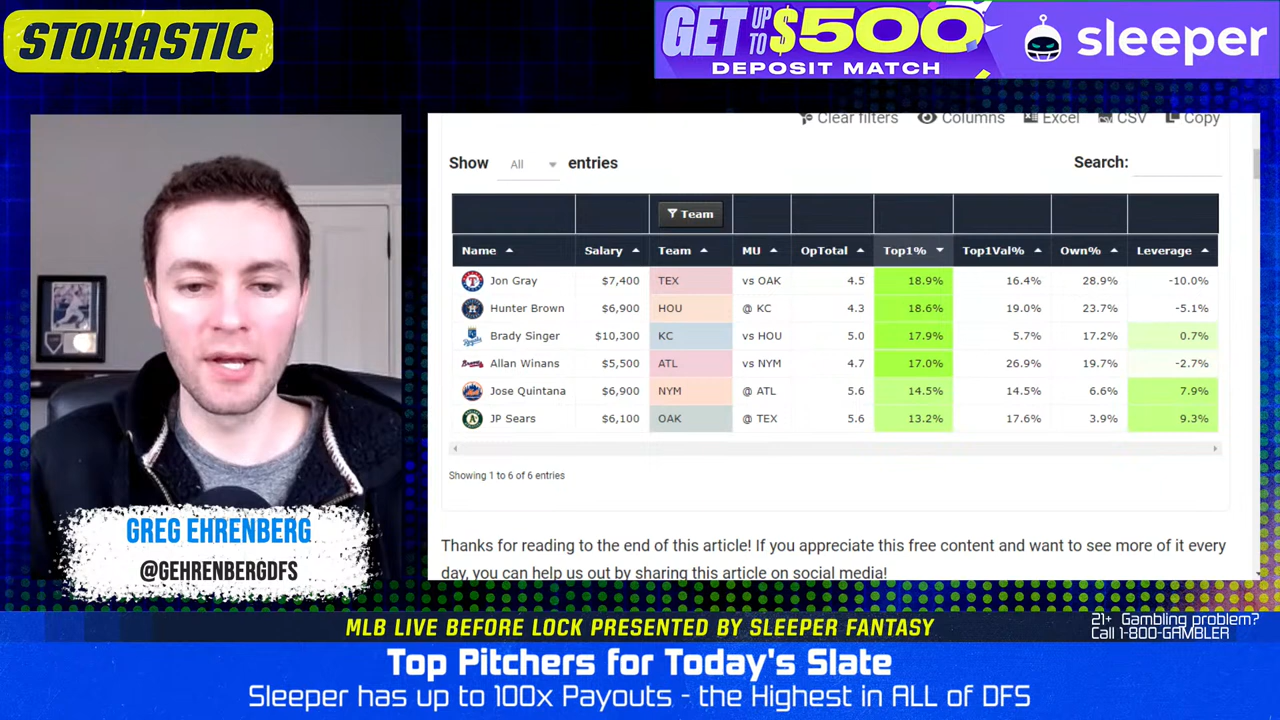 STOKASTIC
GET UP TO $500 DEPOSIT MATCH
sleeper
Clear filters Columns Excel CSV Copy
Show All entries Search:
Team
Name Salary Team MU OpTotal Top1% Top1Val% Own% Leverage
Jon Gray $7,400 TEX vs OAK 4.5 18.9% 16.4% 28.9% -10.0%
Hunter Brown $6,900 HOU @ KC 4.3 18.6% 19.0% 23.7% -5.1%
Brady Singer $10,300 KC vs HOU 5.0 17.9% 5.7% 17.2% 0.7%
Allan Winans $5,500 ATL vs NYM 4.7 17.0% 26.9% 19.7% -2.7%
Jose Quintana $6,900 NYM @ ATL 5.6 14.5% 14.5% 6.6% 7.9%
JP Sears $6,100 OAK @ TEX 5.6 13.2% 17.6% 3.9% 9.3%
Showing 1 to 6 of 6 entries
Thanks for reading to the end of this article! If you appreciate this free content and want to see more of it every
day, you can help us out by sharing this article on social media!
GREG EHRENBERG
@GEHRENBERGDFS
MLB LIVE BEFORE LOCK PRESENTED BY SLEEPER FANTASY
21+ Gambling problem?
Call 1-800-GAMBLER
Top Pitchers for Today's Slate
Sleeper has up to 100x Payouts - the Highest in ALL of DFS